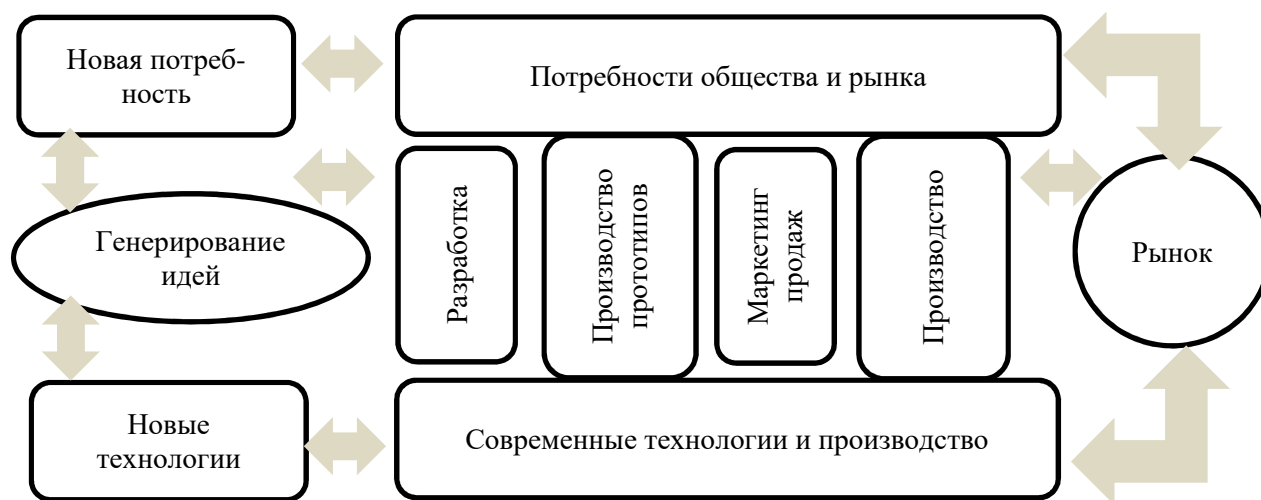 Новая потреб-
ность
Потребности общества и рынка
Генерирование
идей
Разработка
Производство
прототипов
Маркетинг
продаж
Производство
Рынок
Новые
технологии
Современные технологии и производство